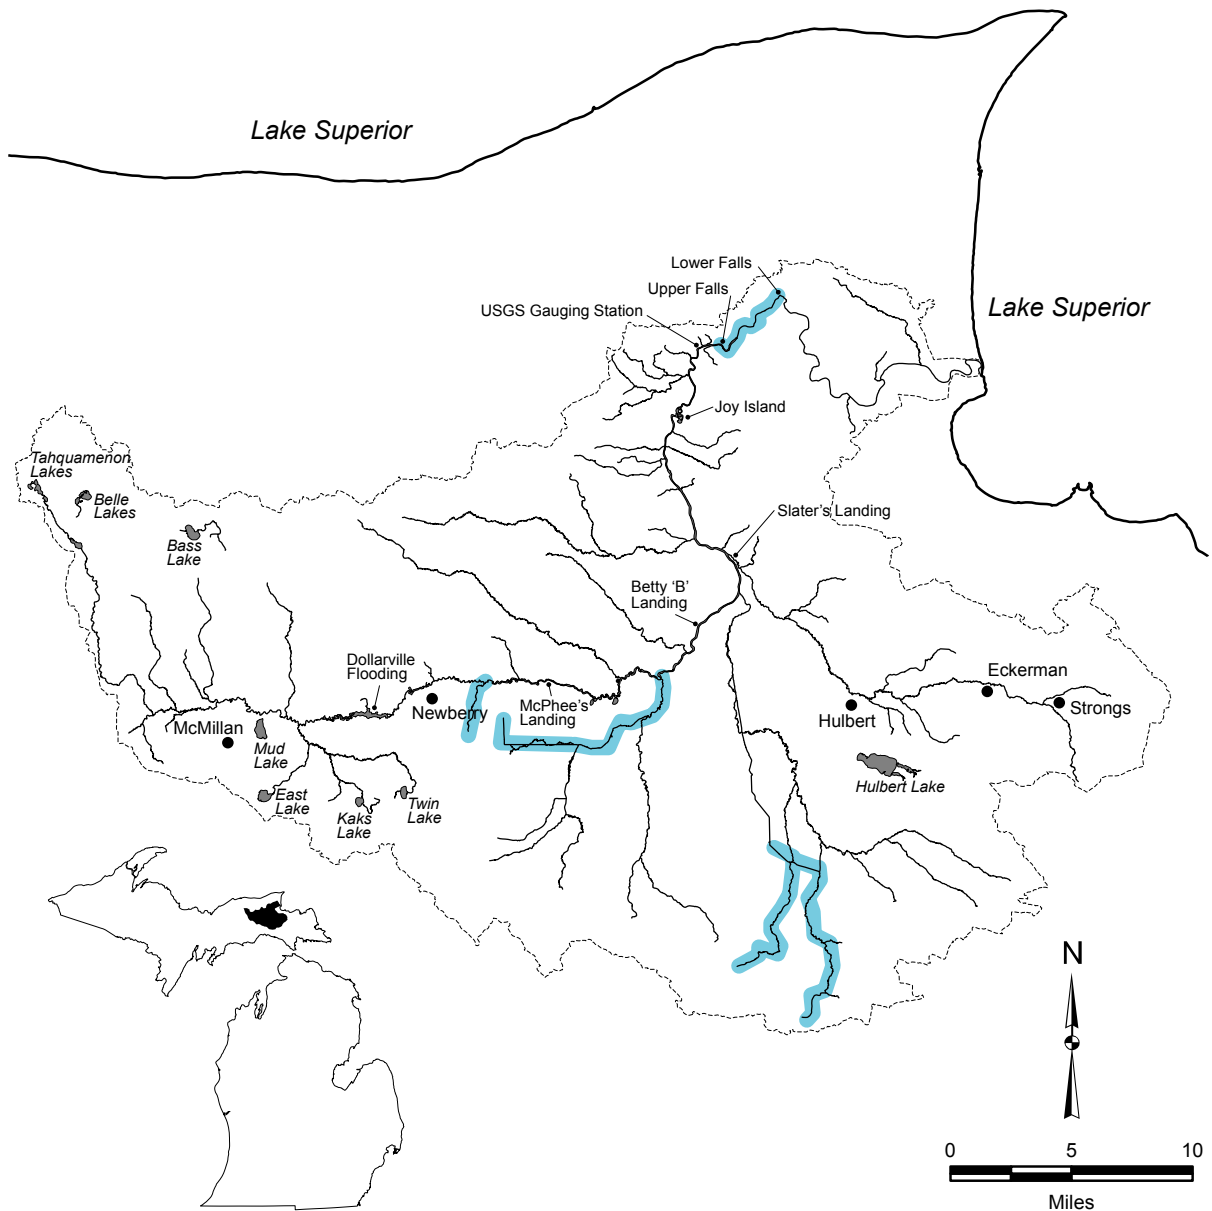 Lake Superior
Lower Falls
Upper Falls
USGS Gauging Station
Lake Superior
Joy Island
Tahquamenon
Lakes
Belle
Lakes
Bass
Lake
Slater's Landing
Betty ‘B’
Landing
Dollarville
Flooding
Newberry
McPhee's
Landing
McMillan
Mud
Lake
East
Lake
Kaks
Lake
Twin
Lake
Eckerman
Strongs
Hulbert
Hulbert Lake
N
0 5 10
Miles